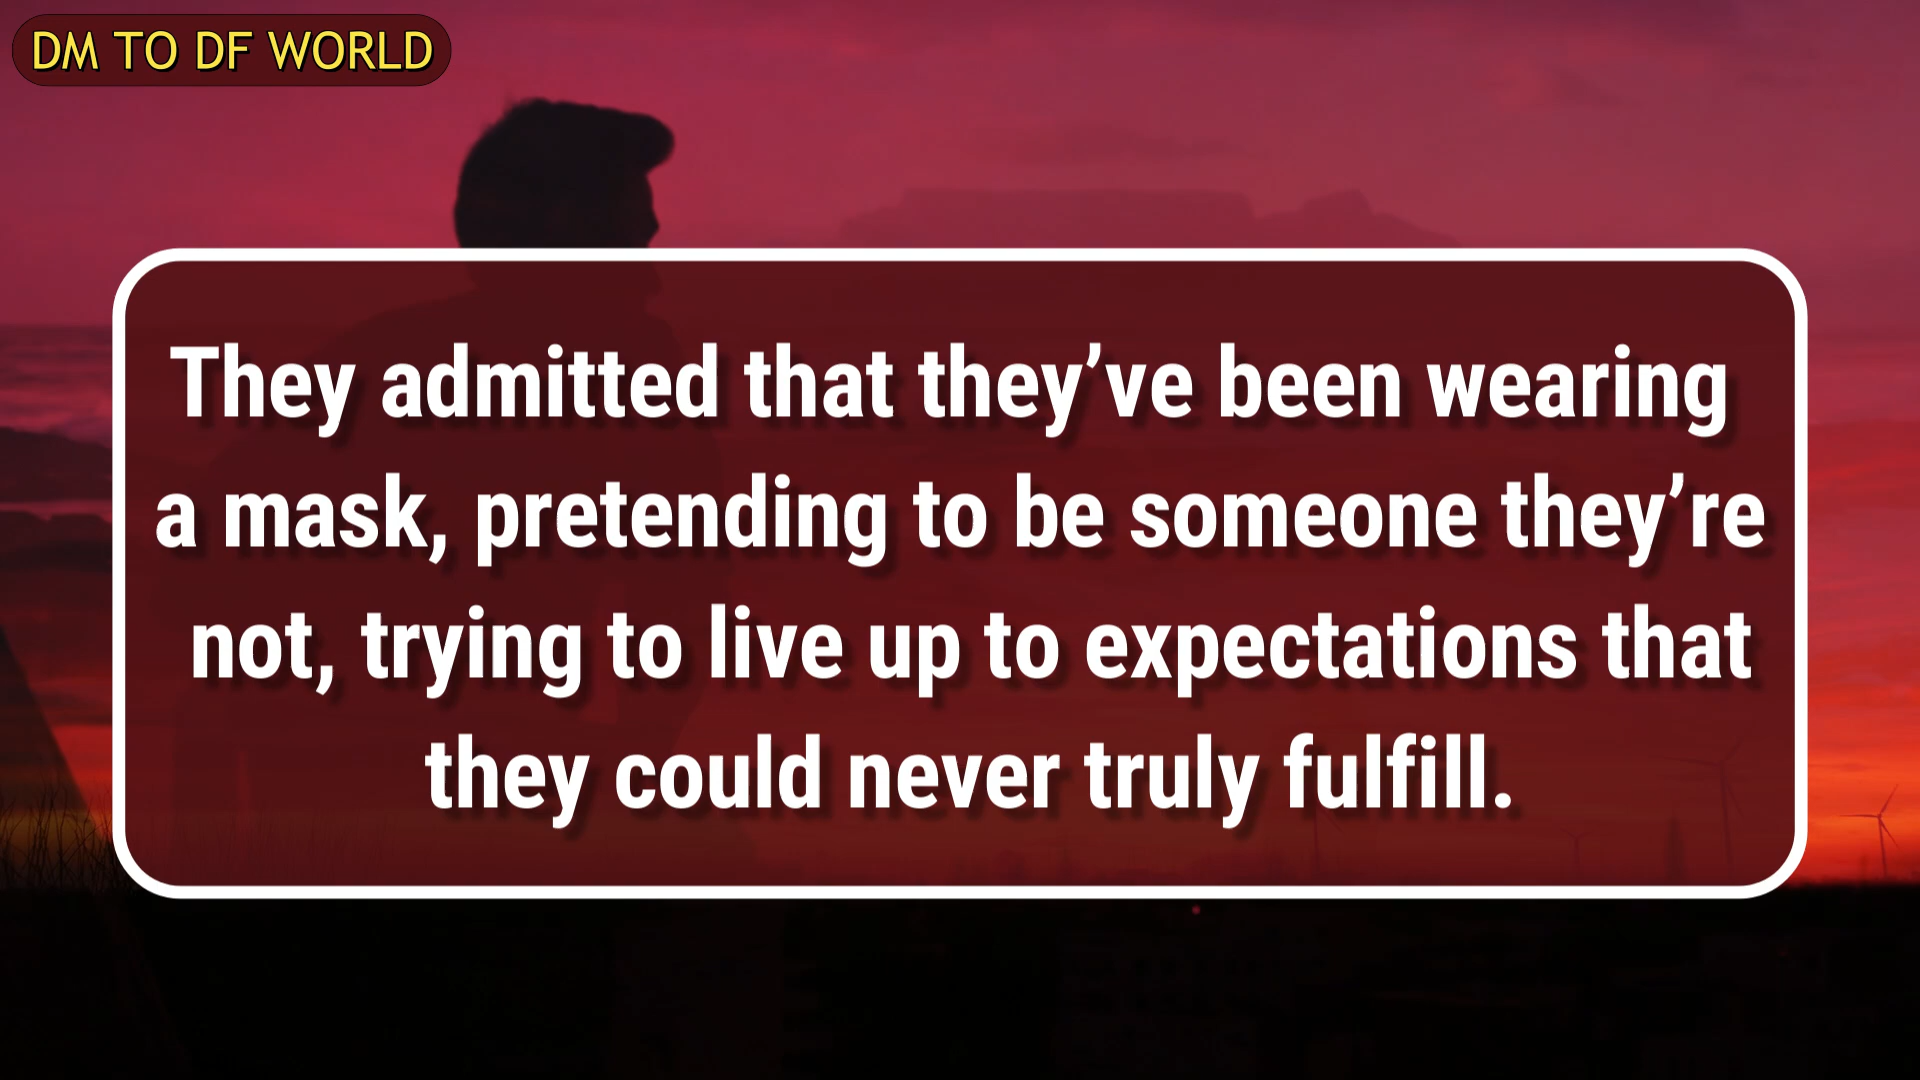 DM TO DF WORLD
They admitted that they’ve been wearing
a mask, pretending to be someone they’re
not, trying to live up to expectations that
they could never truly fulfill.